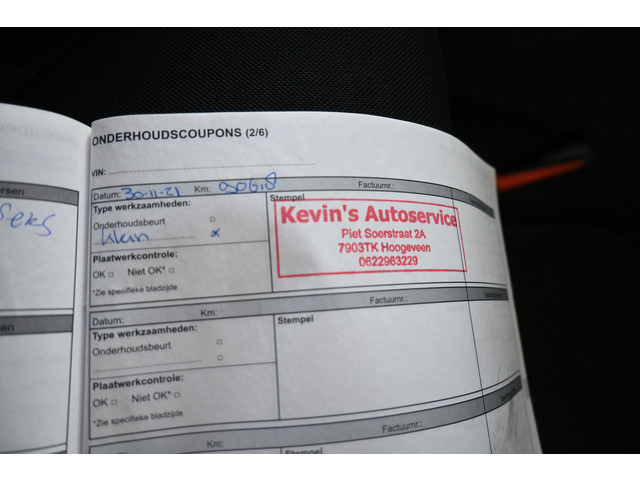 ONDERHOUDSCOUPONS (2/6)
VIN:
Datum: 30-11-21 Km: Factuurnr.:
Type werkzaamheden:
Onderhoudsbeurt
klein x
Plaatwerkcontrole:
OK Niet OK*
*Zie specifieke bladzijde
Stempel
Kevin's Autoservice
Piet Soerstraat 2A
7903TK Hoogeveen
0622963229
Datum: Km: Factuurnr.:
Type werkzaamheden:
Onderhoudsbeurt
Plaatwerkcontrole:
OK Niet OK*
*Zie specifieke bladzijde
Stempel
Km: Factuurnr.:
Stempel